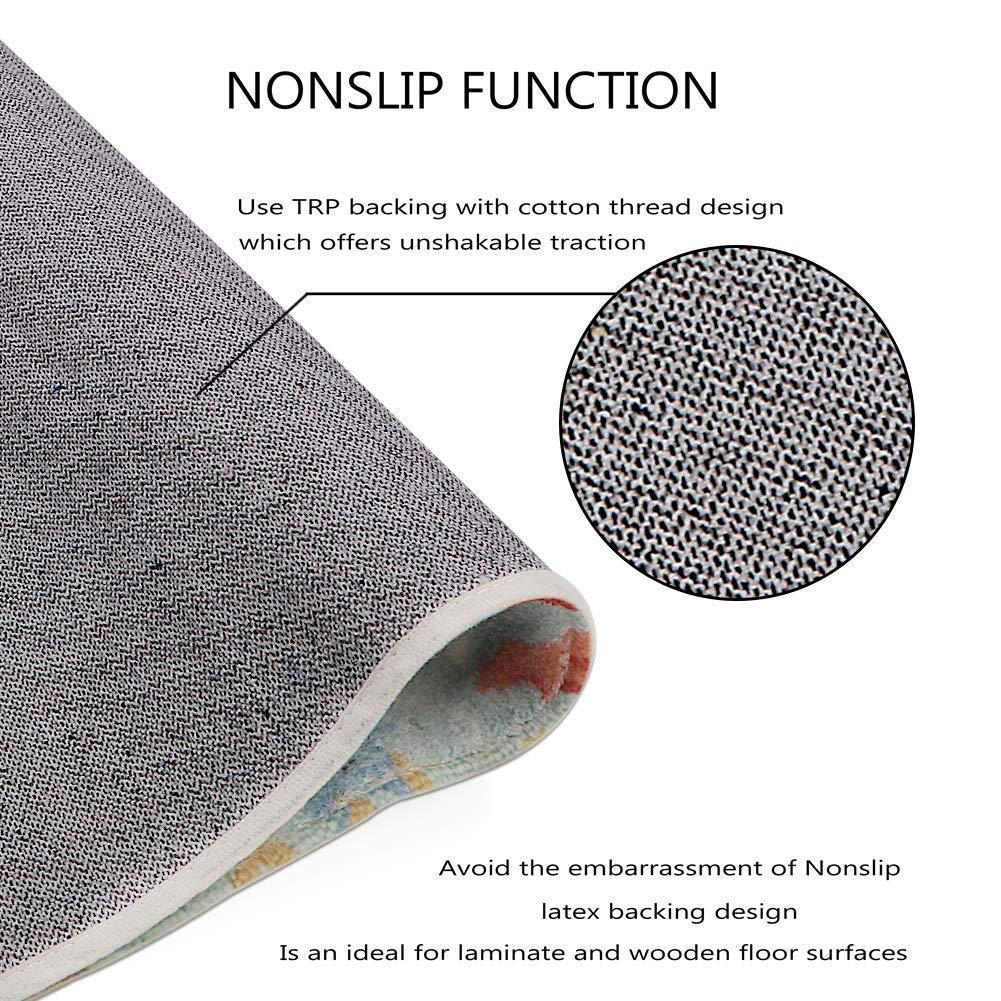 NONSLIP FUNCTION
Use TRP backing with cotton thread design
which offers unshakable traction
Avoid the embarrassment of Nonslip
latex backing design
Is an ideal for laminate and wooden floor surfaces